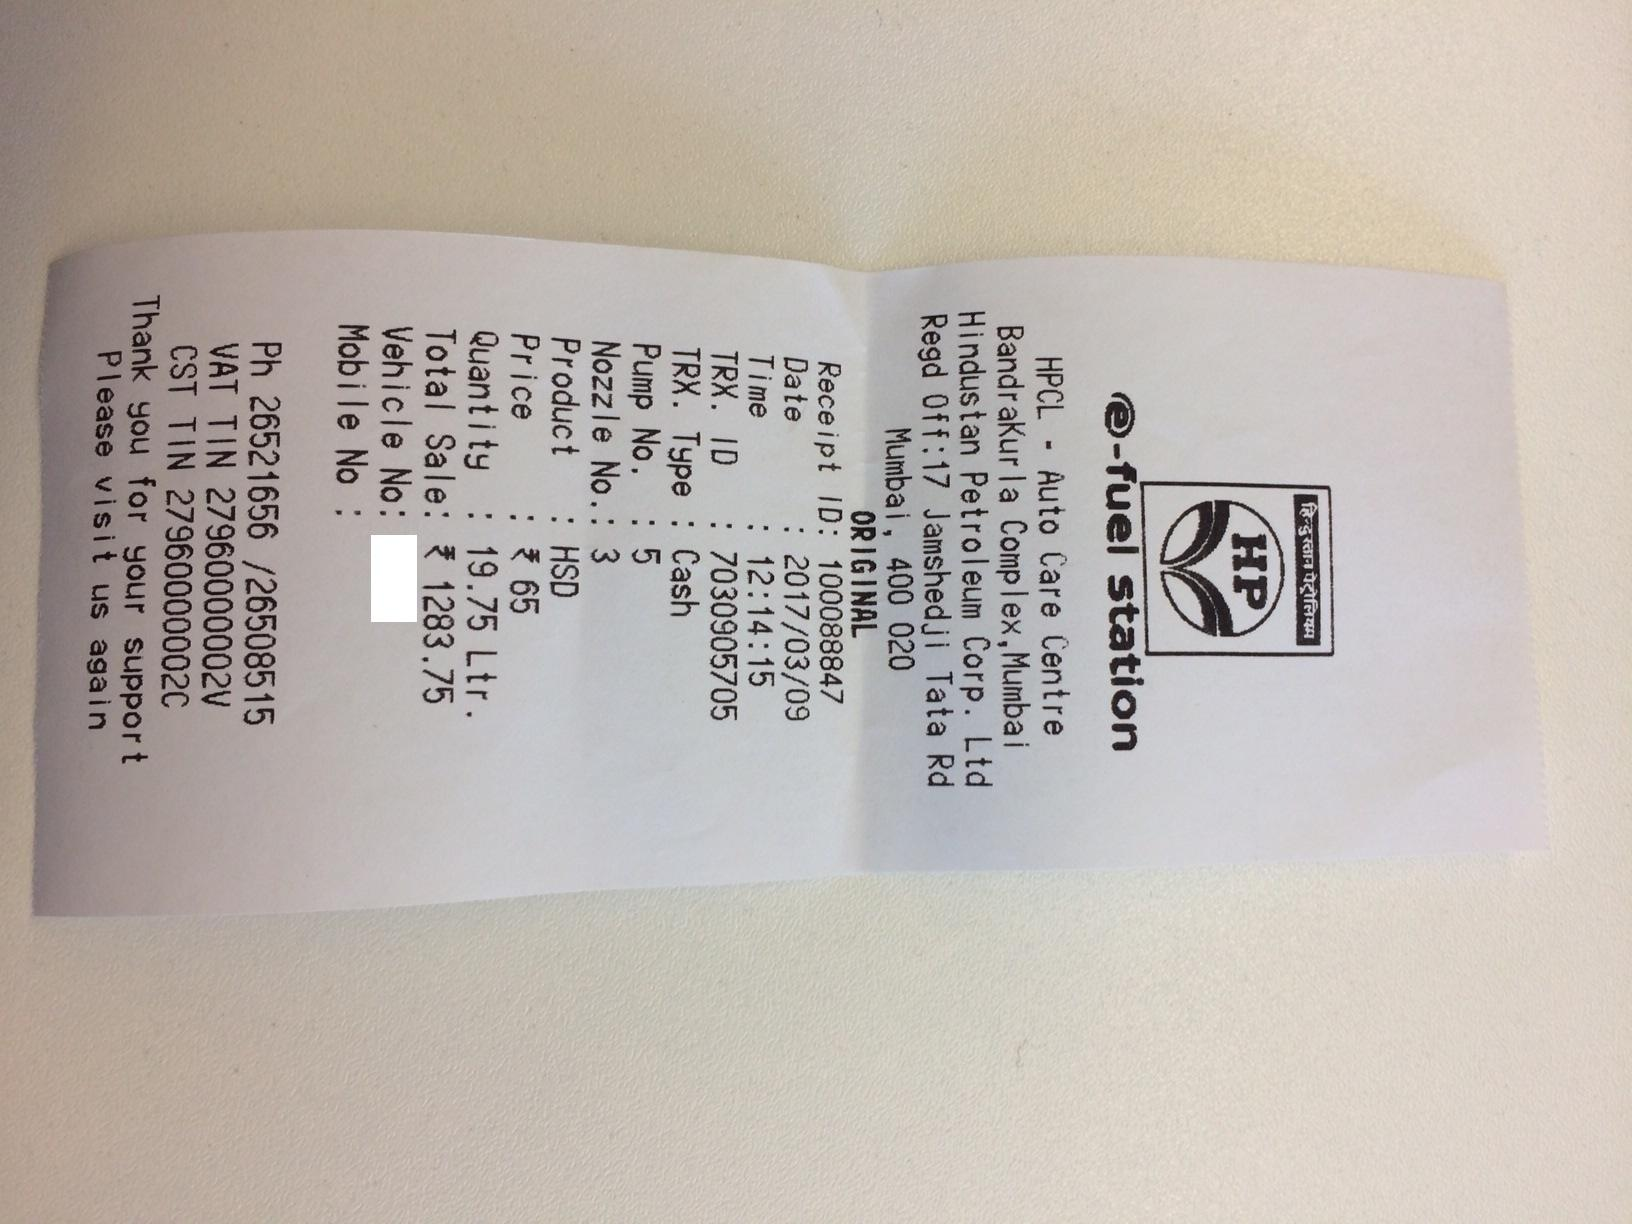 हिन्दुस्तान पेट्रोलियम
HP
e-fuel station
HPCL - Auto Care Centre
BandraKurla Complex,Mumbai
Hindustan Petroleum Corp. Ltd
Regd Off:17 Jamshedji Tata Rd
Mumbai, 400 020
ORIGINAL
Receipt ID: 100088847
Date : 2017/03/09
Time : 12:14:15
TRX. ID : 7030905705
TRX. Type : Cash
Pump No. : 5
Nozzle No.: 3
Product : HSD
Price : ₹ 65
Quantity : 19.75 Ltr.
Total Sale: ₹ 1283.75
Vehicle No:
Mobile No :
Ph 26521656 /26508515
VAT TIN 27960000002V
CST TIN 27960000002C
Thank you for your support
Please visit us again